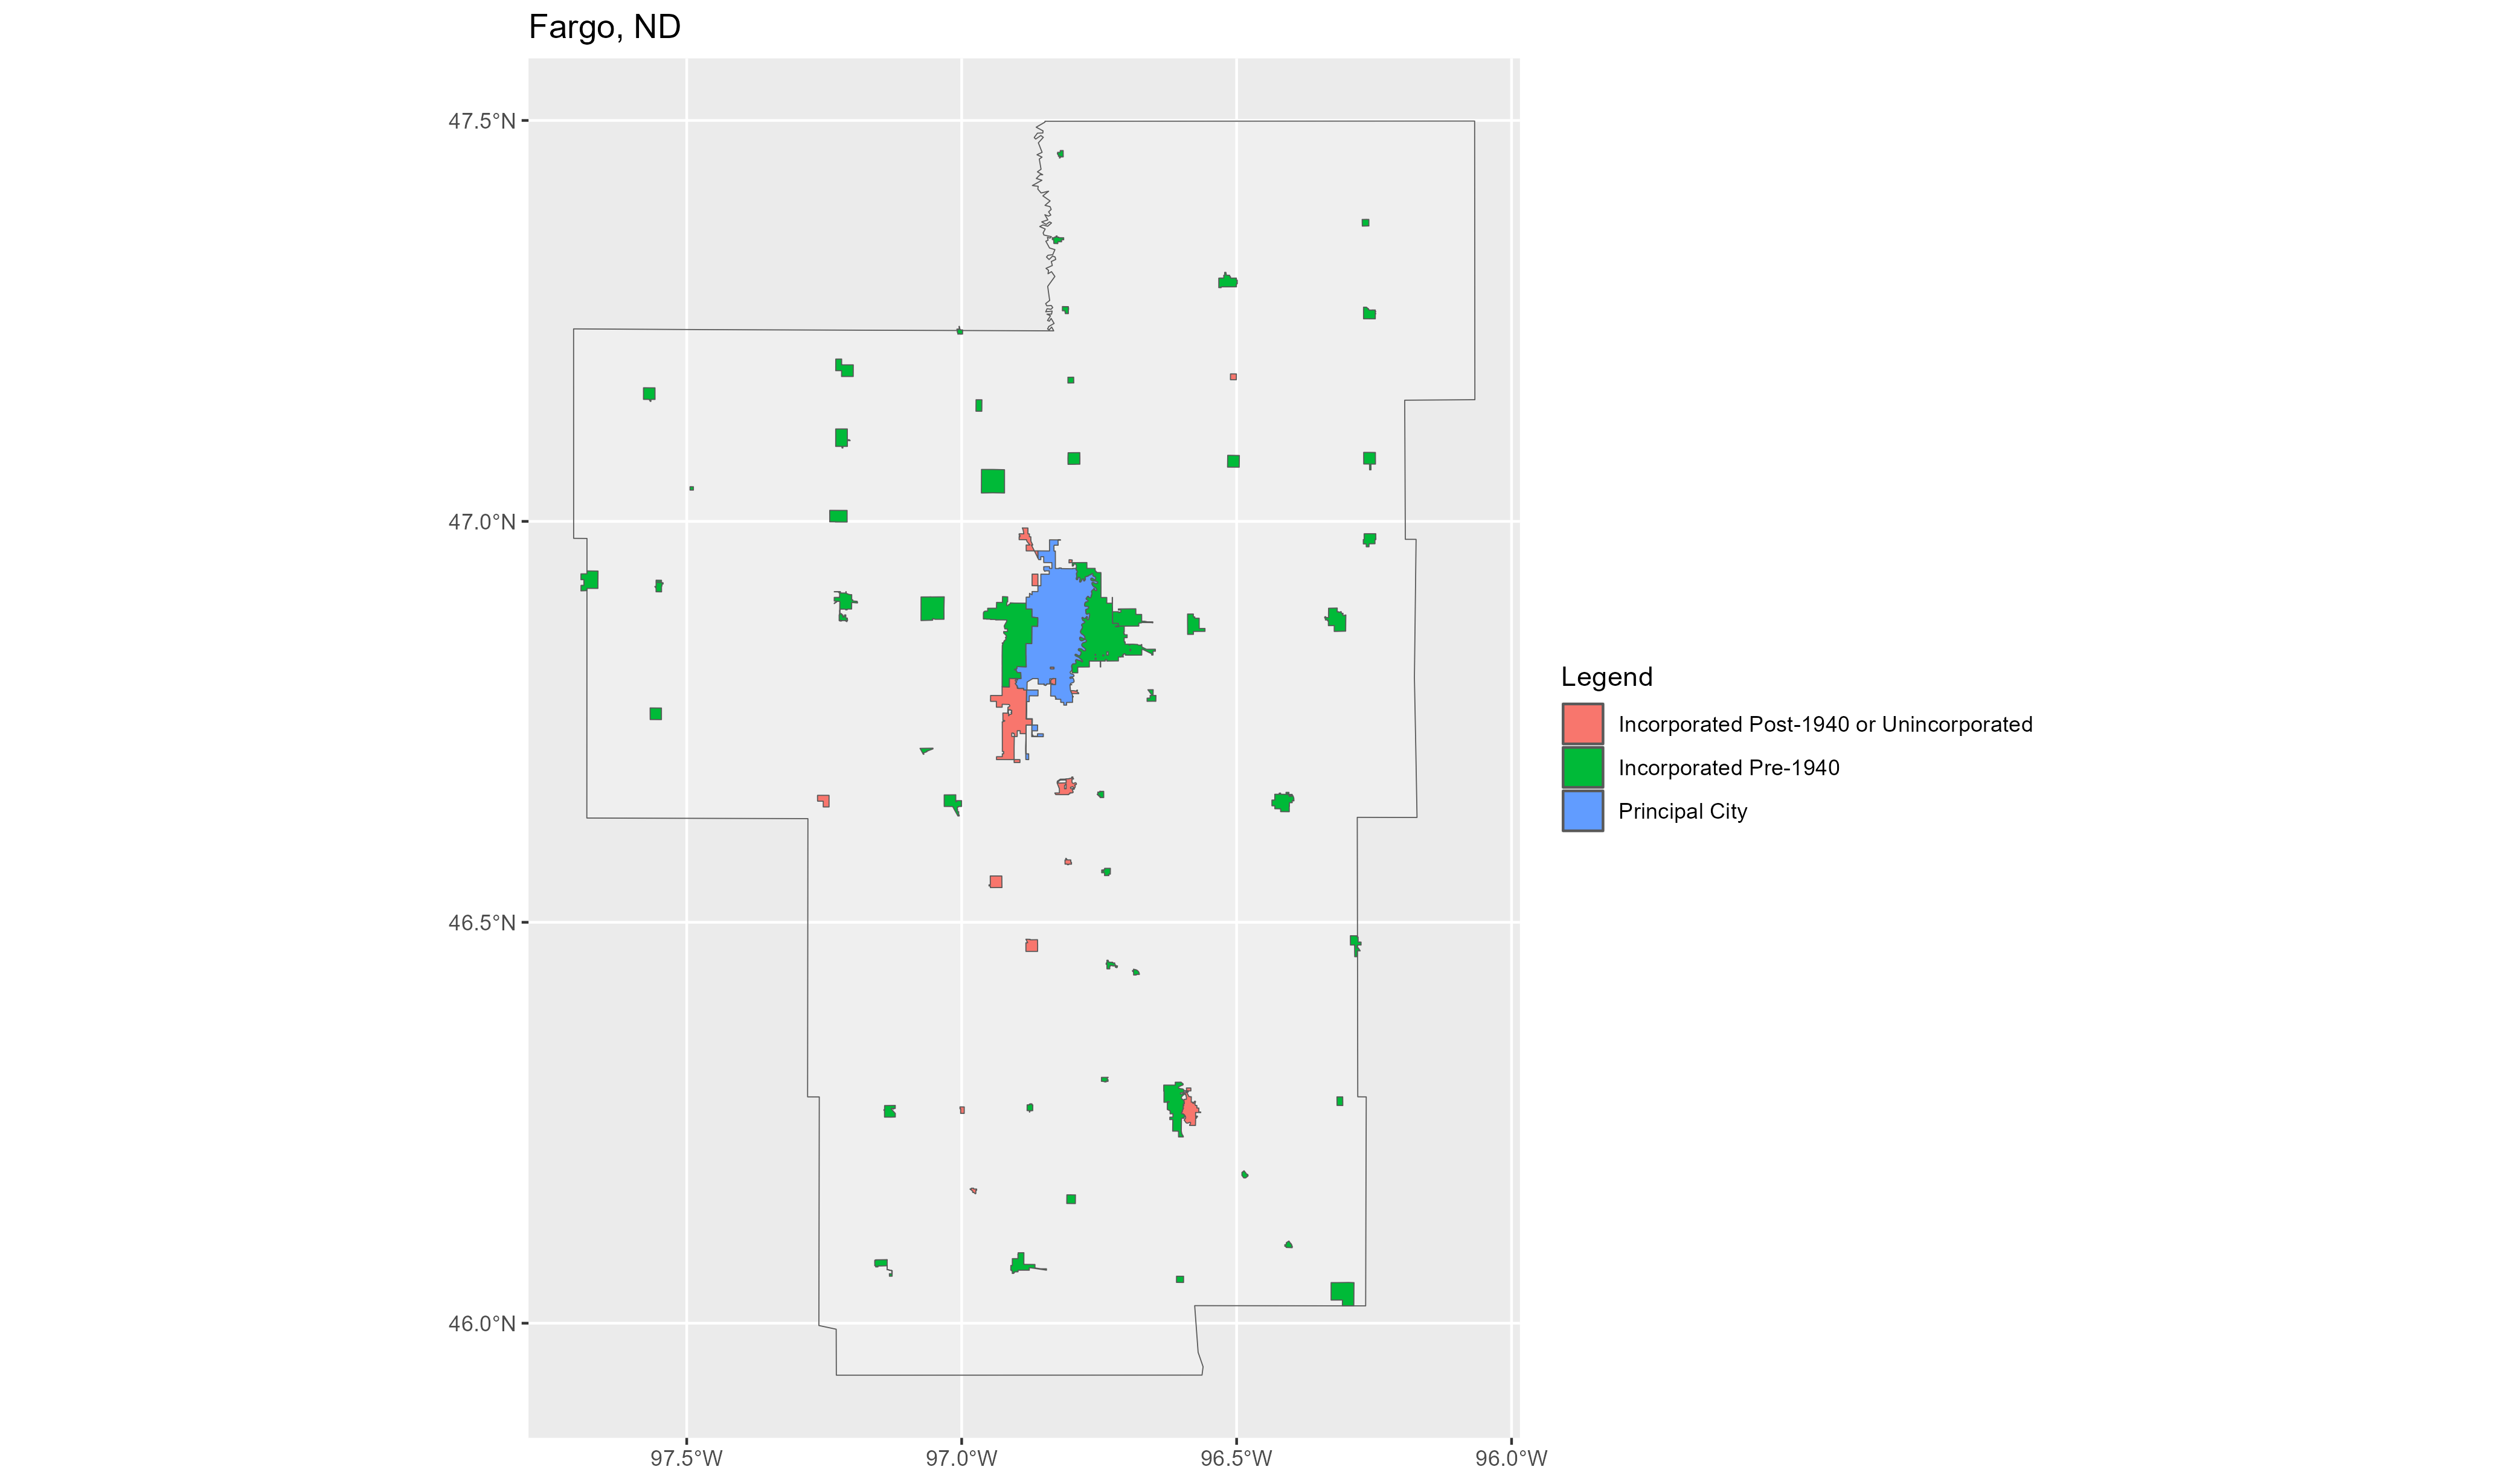 Fargo, ND
47.5°N
47.0°N
46.5°N
46.0°N
97.5°W
97.0°W
96.5°W
96.0°W
Legend
Incorporated Post-1940 or Unincorporated
Incorporated Pre-1940
Principal City